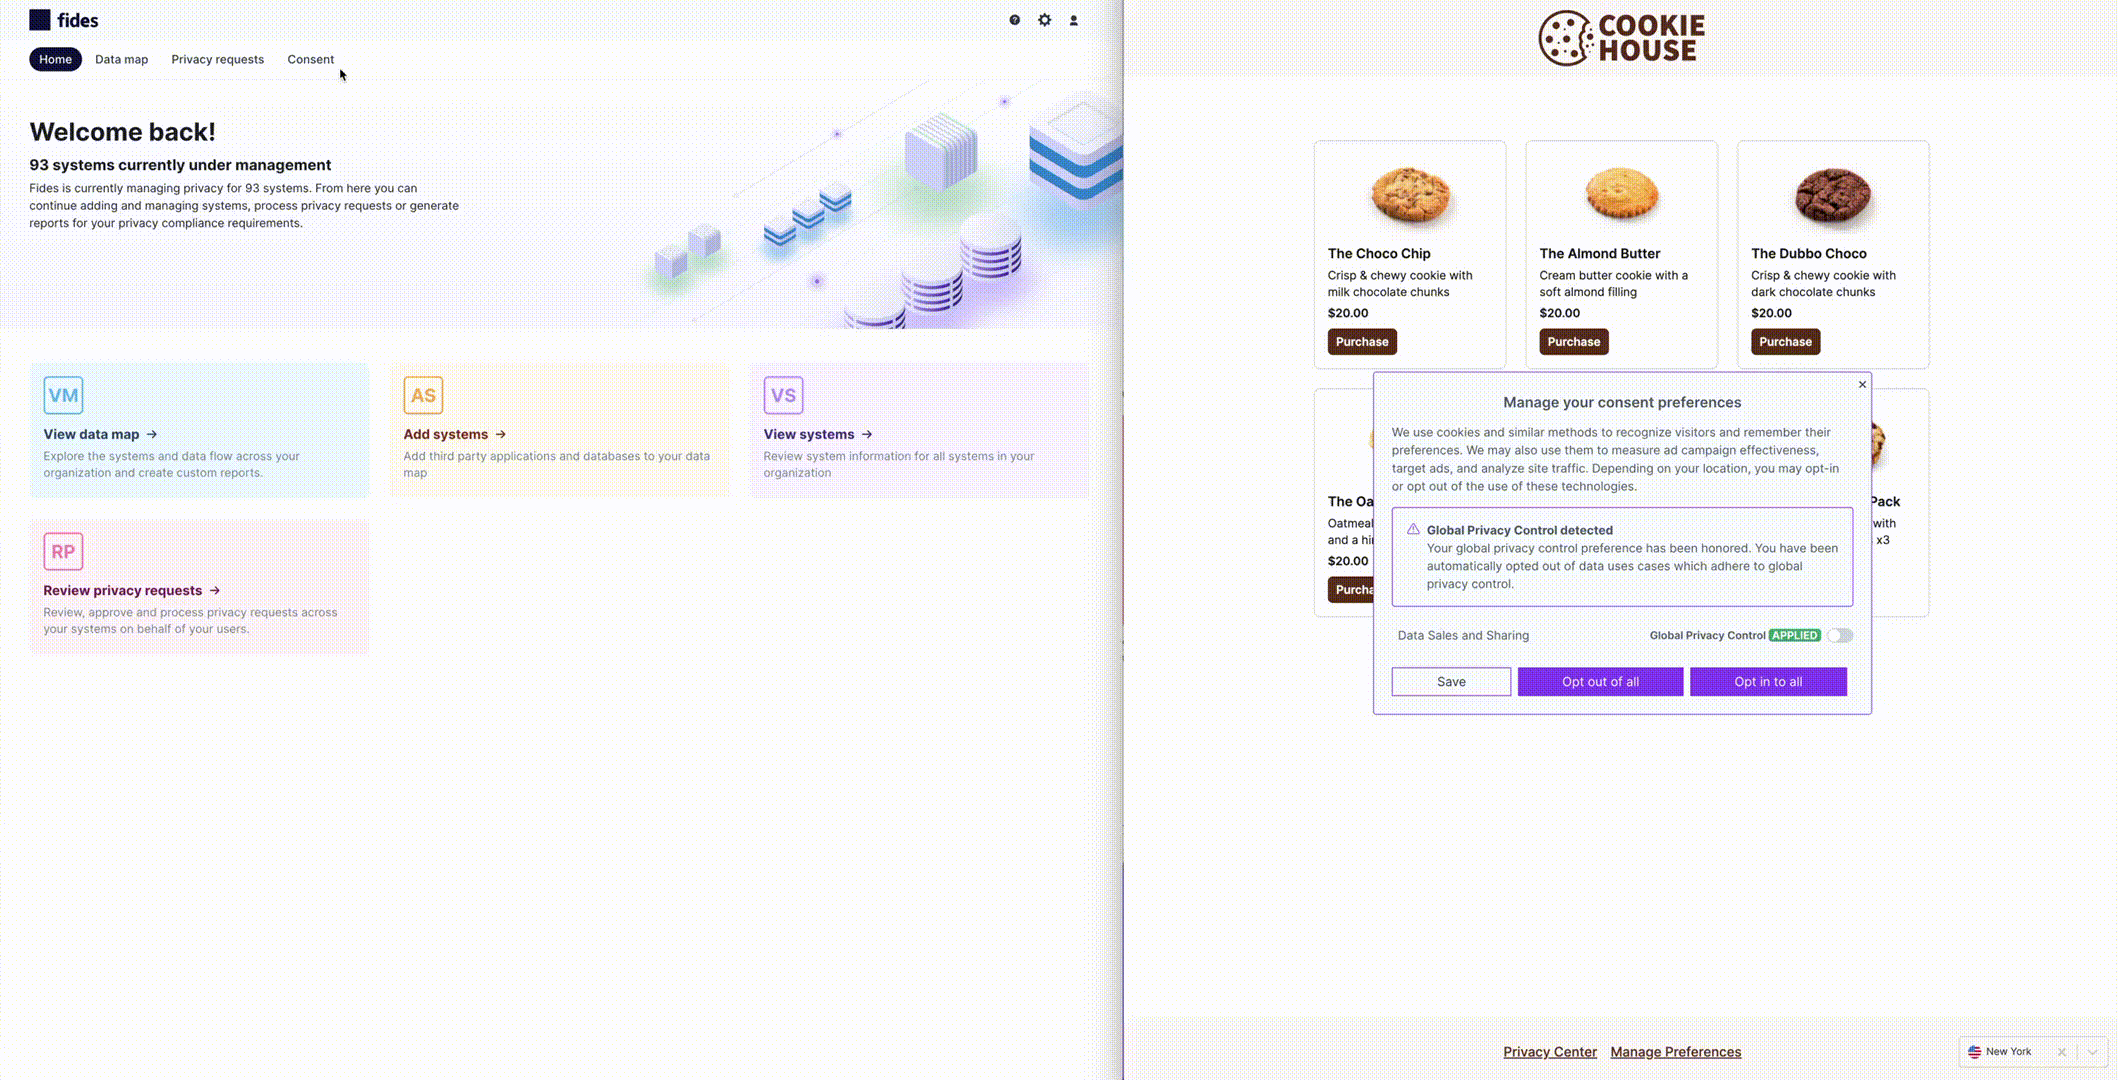 fides
Home
Data map
Privacy requests
Consent
Welcome back!
93 systems currently under management
Fides is currently managing privacy for 93 systems. From here you can
continue adding and managing systems, process privacy requests or generate
reports for your privacy compliance requirements.
VM
View data map →
Explore the systems and data flow across your
organization and create custom reports.
AS
Add systems →
Add third party applications and databases to your data
map
VS
View systems →
Review system information for all systems in your
organization
RP
Review privacy requests →
Review, approve and process privacy requests across
your systems on behalf of your users.
COOKIE
HOUSE
The Choco Chip
Crisp & chewy cookie with
milk chocolate chunks
$20.00
Purchase
The Almond Butter
Cream butter cookie with a
soft almond filling
$20.00
Purchase
The Dubbo Choco
Crisp & chewy cookie with
dark chocolate chunks
$20.00
Purchase
The Oa
Oatmeal
and a hi
$20.00
Purcha
Pack
with
x3
Manage your consent preferences
We use cookies and similar methods to recognize visitors and remember their
preferences. We may also use them to measure ad campaign effectiveness,
target ads, and analyze site traffic. Depending on your location, you may opt-in
or opt out of the use of these technologies.
Global Privacy Control detected
Your global privacy control preference has been honored. You have been
automatically opted out of data uses cases which adhere to global
privacy control.
Data Sales and Sharing
Global Privacy Control APPLIED
Save
Opt out of all
Opt in to all
Privacy Center
Manage Preferences
New York